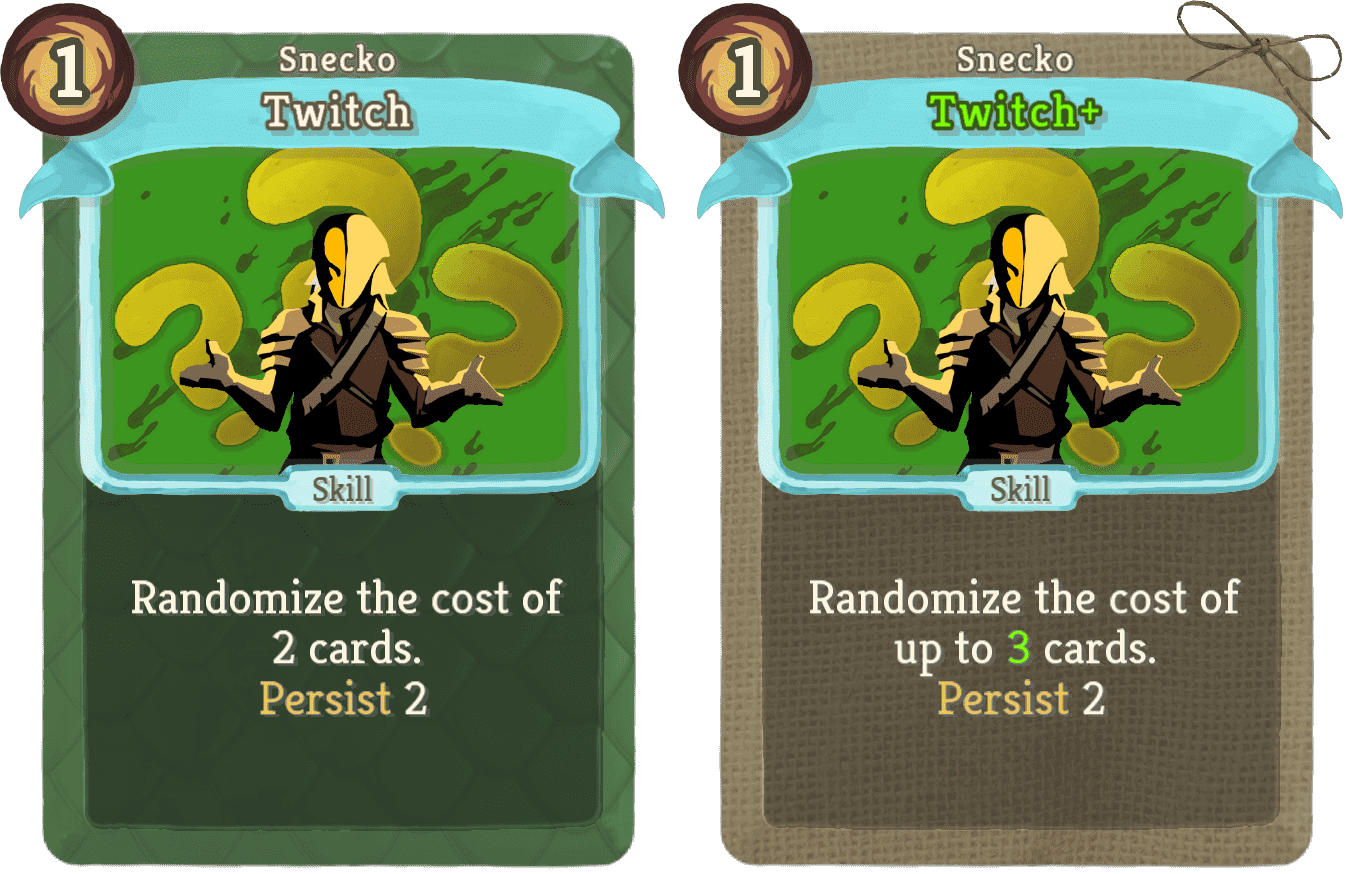 1
Snecko
Twitch
Skill
Randomize the cost of
2 cards.
Persist 2
1
Snecko
Twitch+
Skill
Randomize the cost of
up to 3 cards.
Persist 2